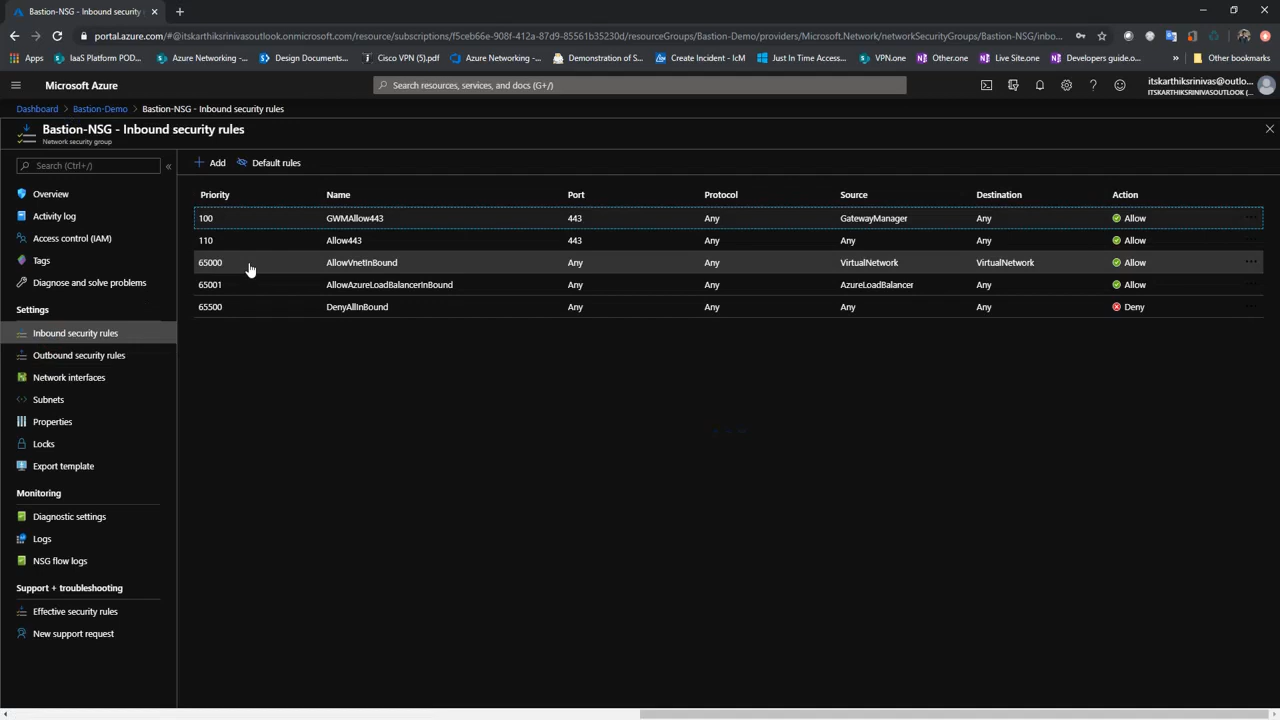 Bastion-NSG - Inbound security
portal.azure.com/#@itskarthiksrinivasoutlook.onmicrosoft.com/resource/subscriptions/f5ceb66e-908f-412a-87d9-85561b35230d/resourceGroups/Bastion-Demo/providers/Microsoft.Network/networkSecurityGroups/Bastion-NSG/inbo...
Apps IaaS Platform POD... Azure Networking -... Design Documents... Cisco VPN (5).pdf Azure Networking -... Demonstration of S... Create Incident - IcM Just In Time Access... VPN.one Other.one Live Site.one Developers guide.o... » Other bookmarks
Microsoft Azure
Search resources, services, and docs (G+/)
itskarthiksrinivas@outlo...
ITSKARTHIKSRINIVASOUTLOOK (...
Dashboard > Bastion-Demo > Bastion-NSG - Inbound security rules
Bastion-NSG - Inbound security rules
Network security group
Search (Ctrl+/)
«
Overview
Activity log
Access control (IAM)
Tags
Diagnose and solve problems
Settings
Inbound security rules
Outbound security rules
Network interfaces
Subnets
Properties
Locks
Export template
Monitoring
Diagnostic settings
Logs
NSG flow logs
Support + troubleshooting
Effective security rules
New support request
+ Add Default rules
Priority Name Port Protocol Source Destination Action
100 GWMAllow443 443 Any GatewayManager Any Allow ...
110 Allow443 443 Any Any Any Allow ...
65000 AllowVnetInBound Any Any VirtualNetwork VirtualNetwork Allow ...
65001 AllowAzureLoadBalancerInBound Any Any AzureLoadBalancer Any Allow ...
65500 DenyAllInBound Any Any Any Any Deny ...